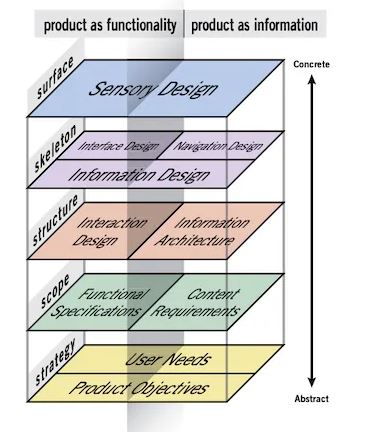 product as functionality
product as information
Concrete
surface
Sensory Design
skeleton
Interface Design
Navigation Design
Information Design
structure
Interaction
Design
Information
Architecture
scope
Functional
Specifications
Content
Requirements
strategy
User Needs
Product Objectives
Abstract